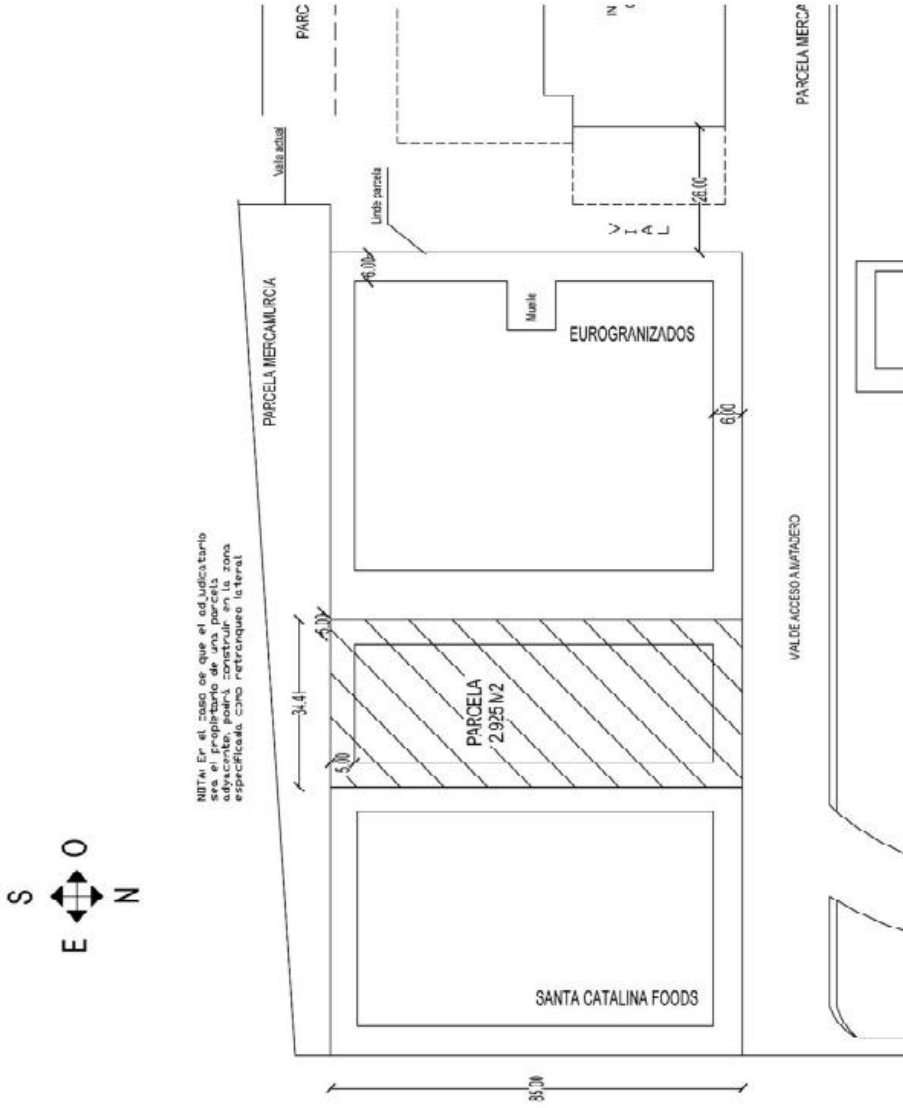 S
E
O
N
NOTA: En el caso de que el adjudicatario
sea el propietario de una parcela
adyacente, podrá construir en la zona
especificada como retranqueo lateral
PARCELA MERCAMURCIA
Valla actual
PARC
Linde parcela
VIAL
26.00
6.00
Muelle
EUROGRANIZADOS
6.00
34.41
5.00
5.00
PARCELA
2.925 M2
SANTA CATALINA FOODS
85.00
VIAL DE ACCESO A MATADERO
PARCELA MERCA